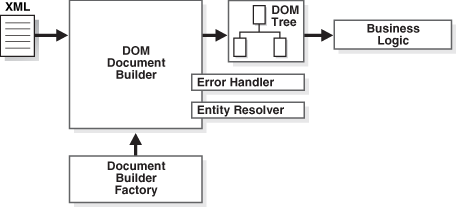 XML
DOM
Document
Builder
DOM
Tree
Business
Logic
Error Handler
Entity Resolver
Document
Builder
Factory